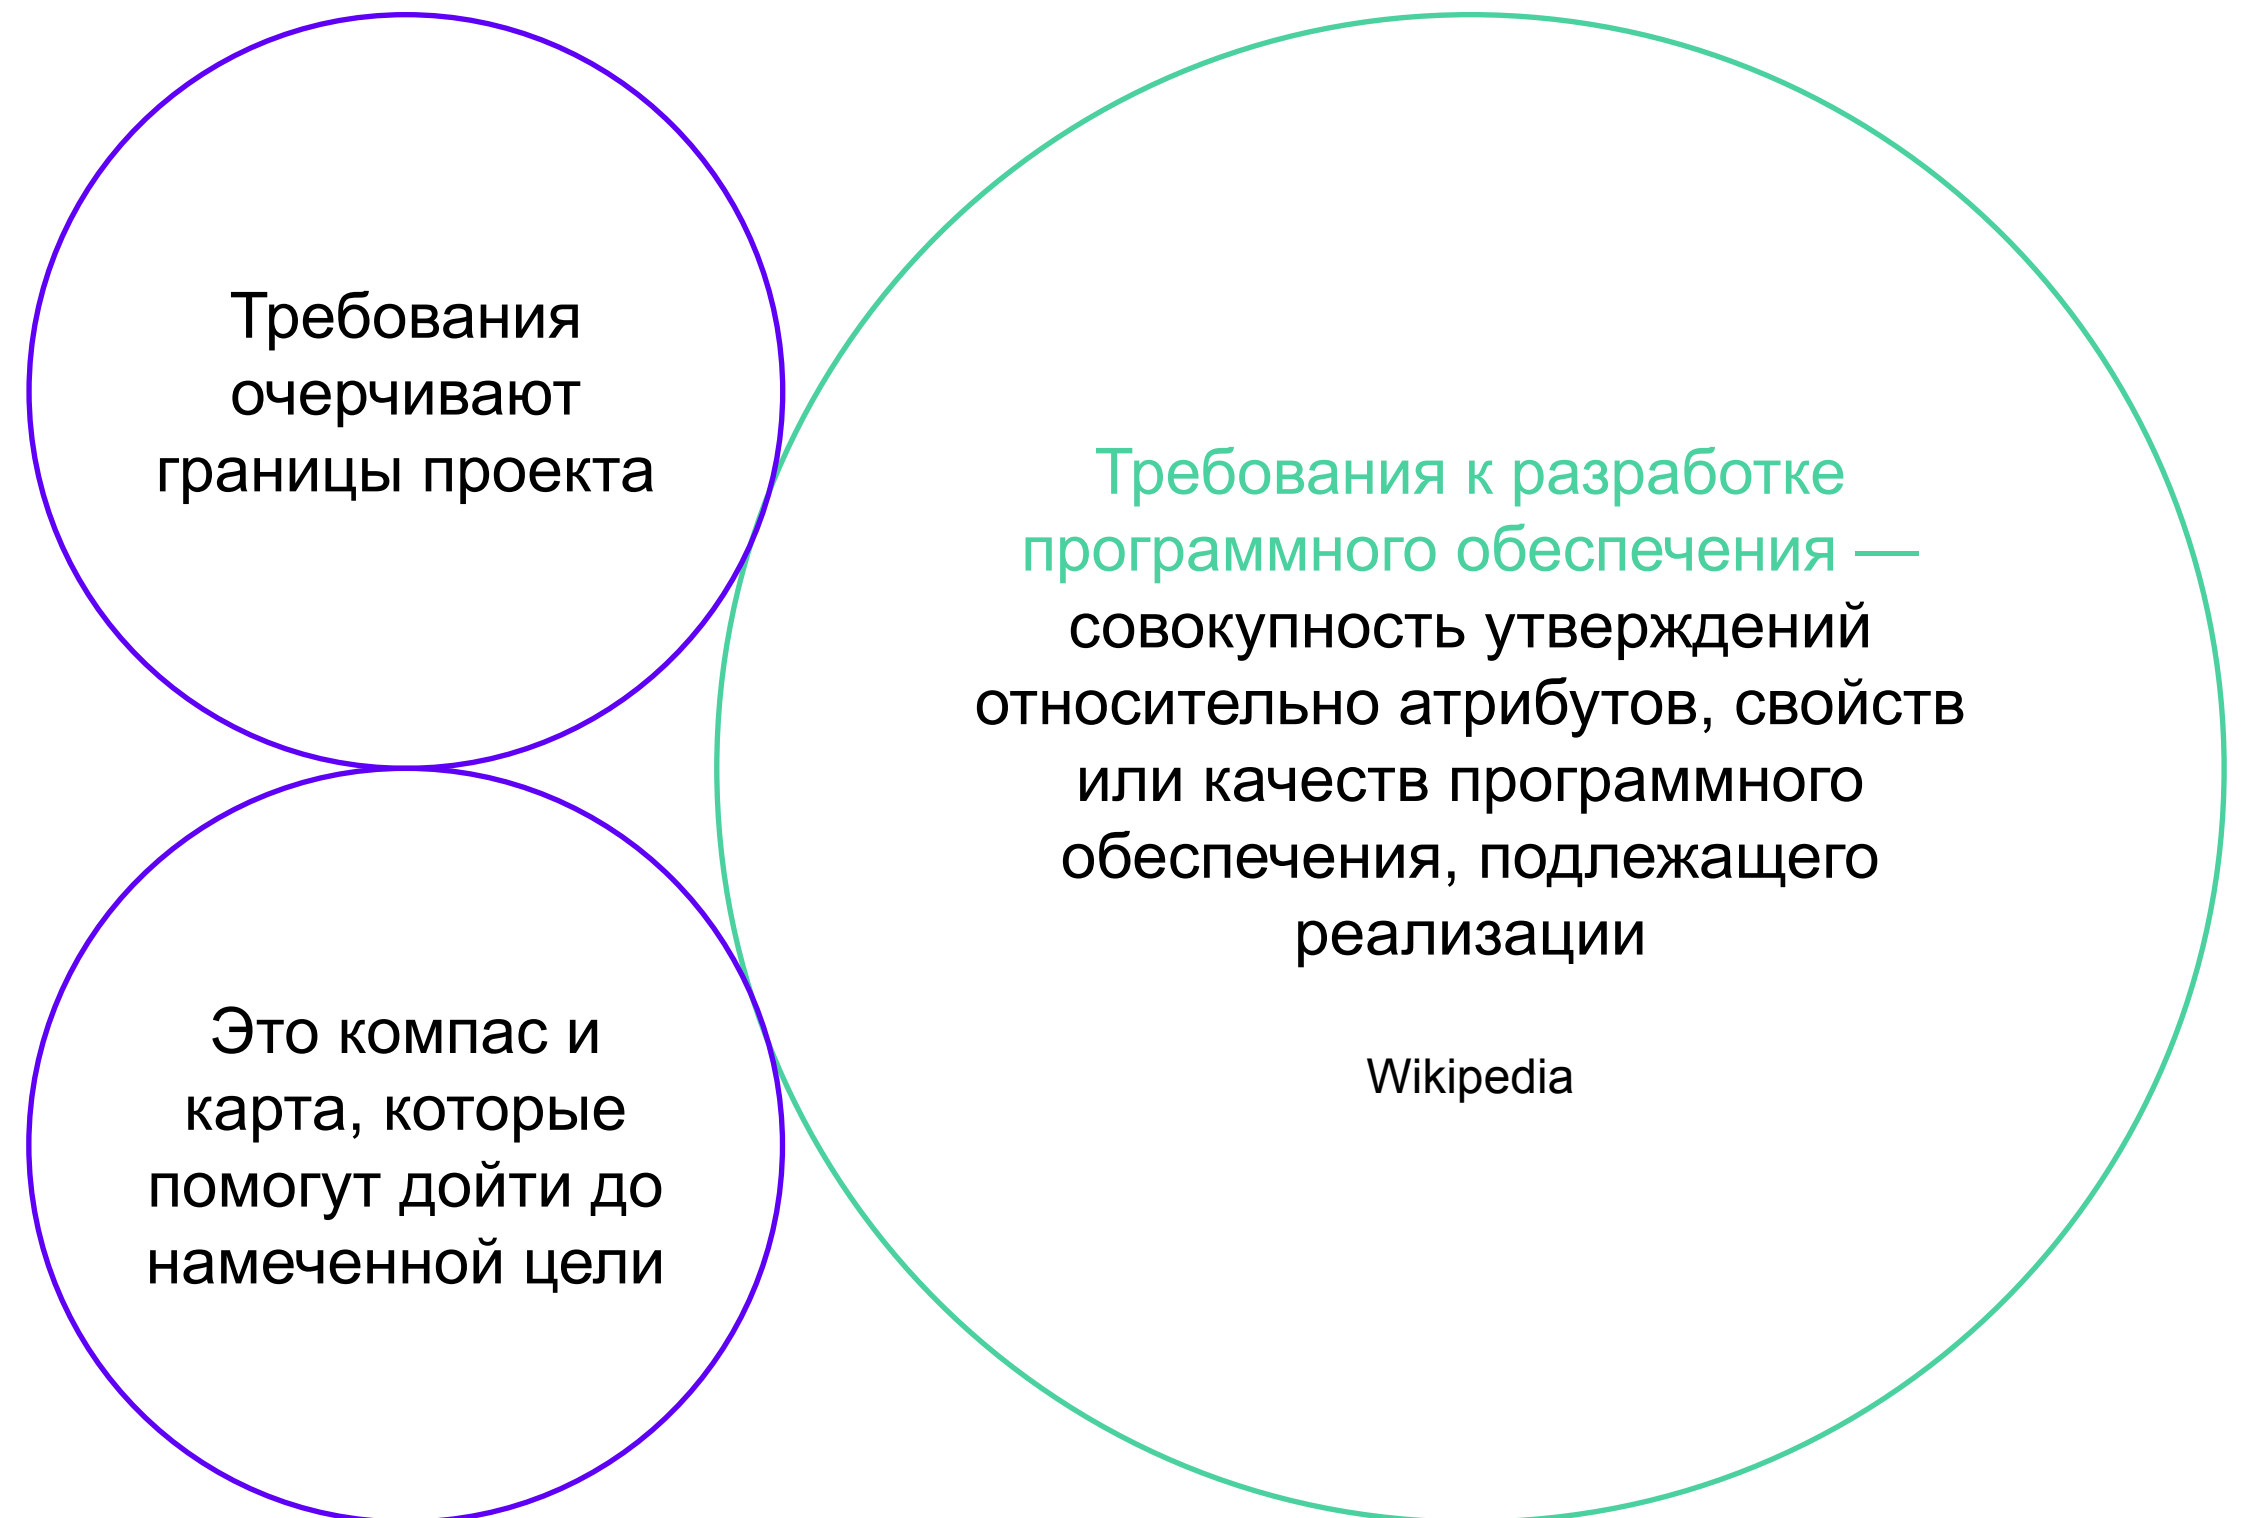 Требования
очерчивают
границы проекта
Это компас и
карта, которые
помогут дойти до
намеченной цели
Требования к разработке
программного обеспечения —
совокупность утверждений
относительно атрибутов, свойств
или качеств программного
обеспечения, подлежащего
реализации
Wikipedia